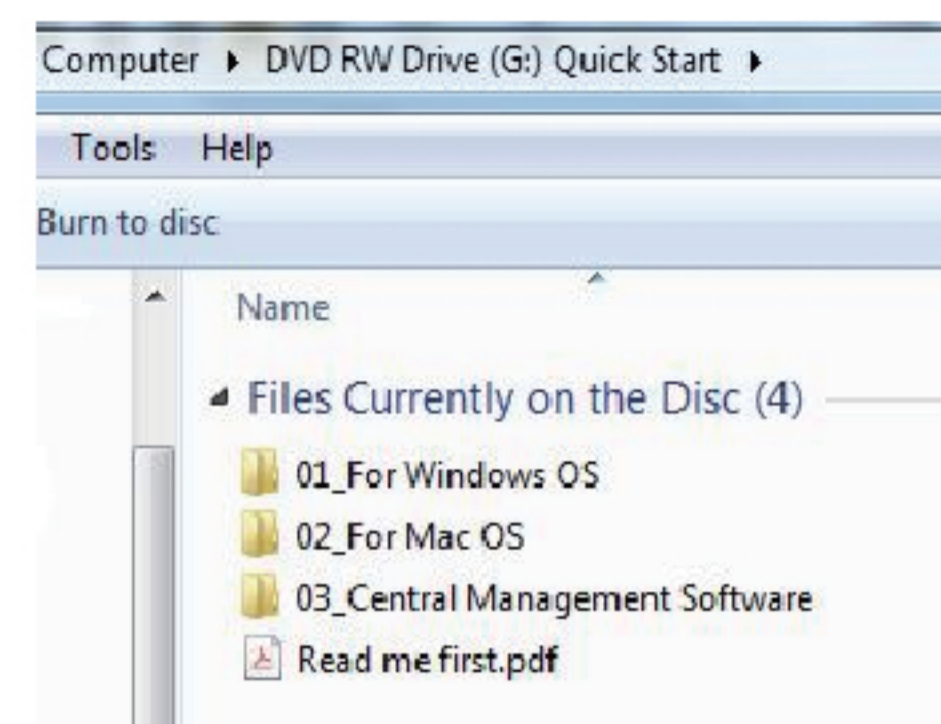 Computer ▸ DVD RW Drive (G:) Quick Start ▸
Tools Help
Burn to disc
Name
Files Currently on the Disc (4)
01_For Windows OS
02_For Mac OS
03_Central Management Software
Read me first.pdf